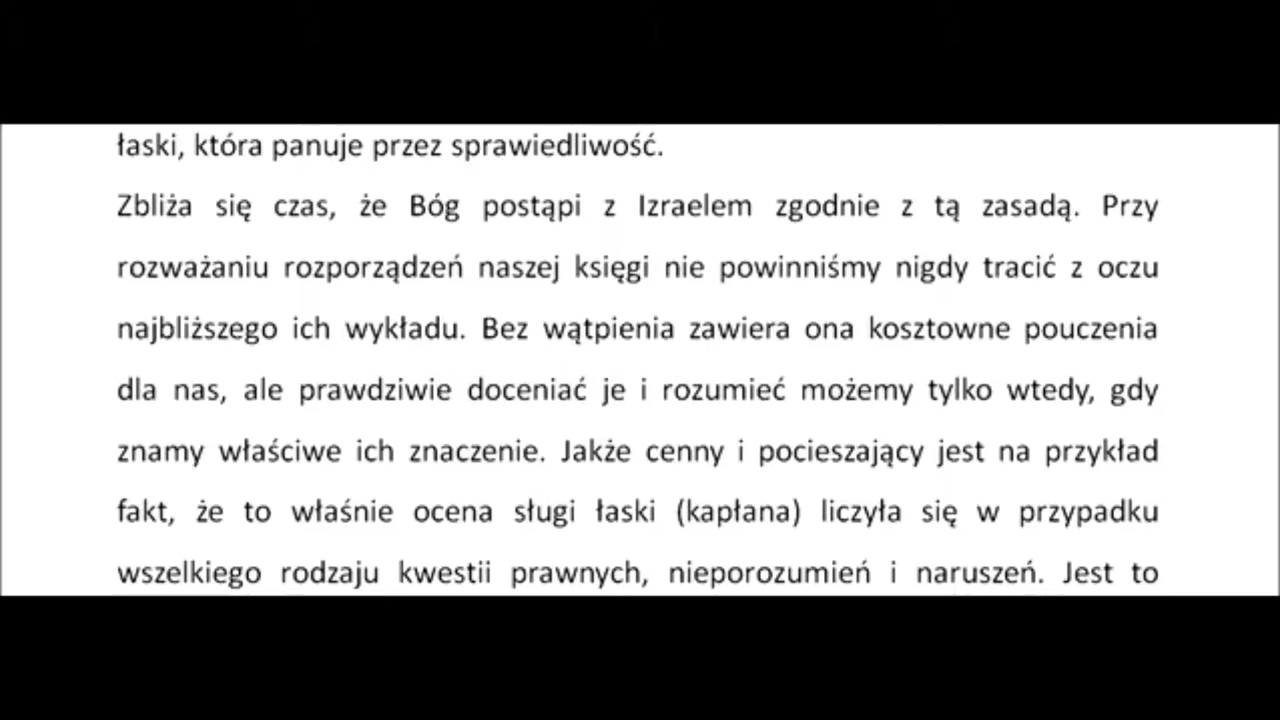 łaski, która panuje przez sprawiedliwość.
Zbliża się czas, że Bóg postąpi z Izraelem zgodnie z tą zasadą. Przy
rozważaniu rozporządzeń naszej księgi nie powinniśmy nigdy tracić z oczu
najbliższego ich wykładu. Bez wątpienia zawiera ona kosztowne pouczenia
dla nas, ale prawdziwie doceniać je i rozumieć możemy tylko wtedy, gdy
znamy właściwe ich znaczenie. Jakże cenny i pocieszający jest na przykład
fakt, że to właśnie ocena sługi łaski (kapłana) liczyła się w przypadku
wszelkiego rodzaju kwestii prawnych, nieporozumień i naruszeń. Jest to